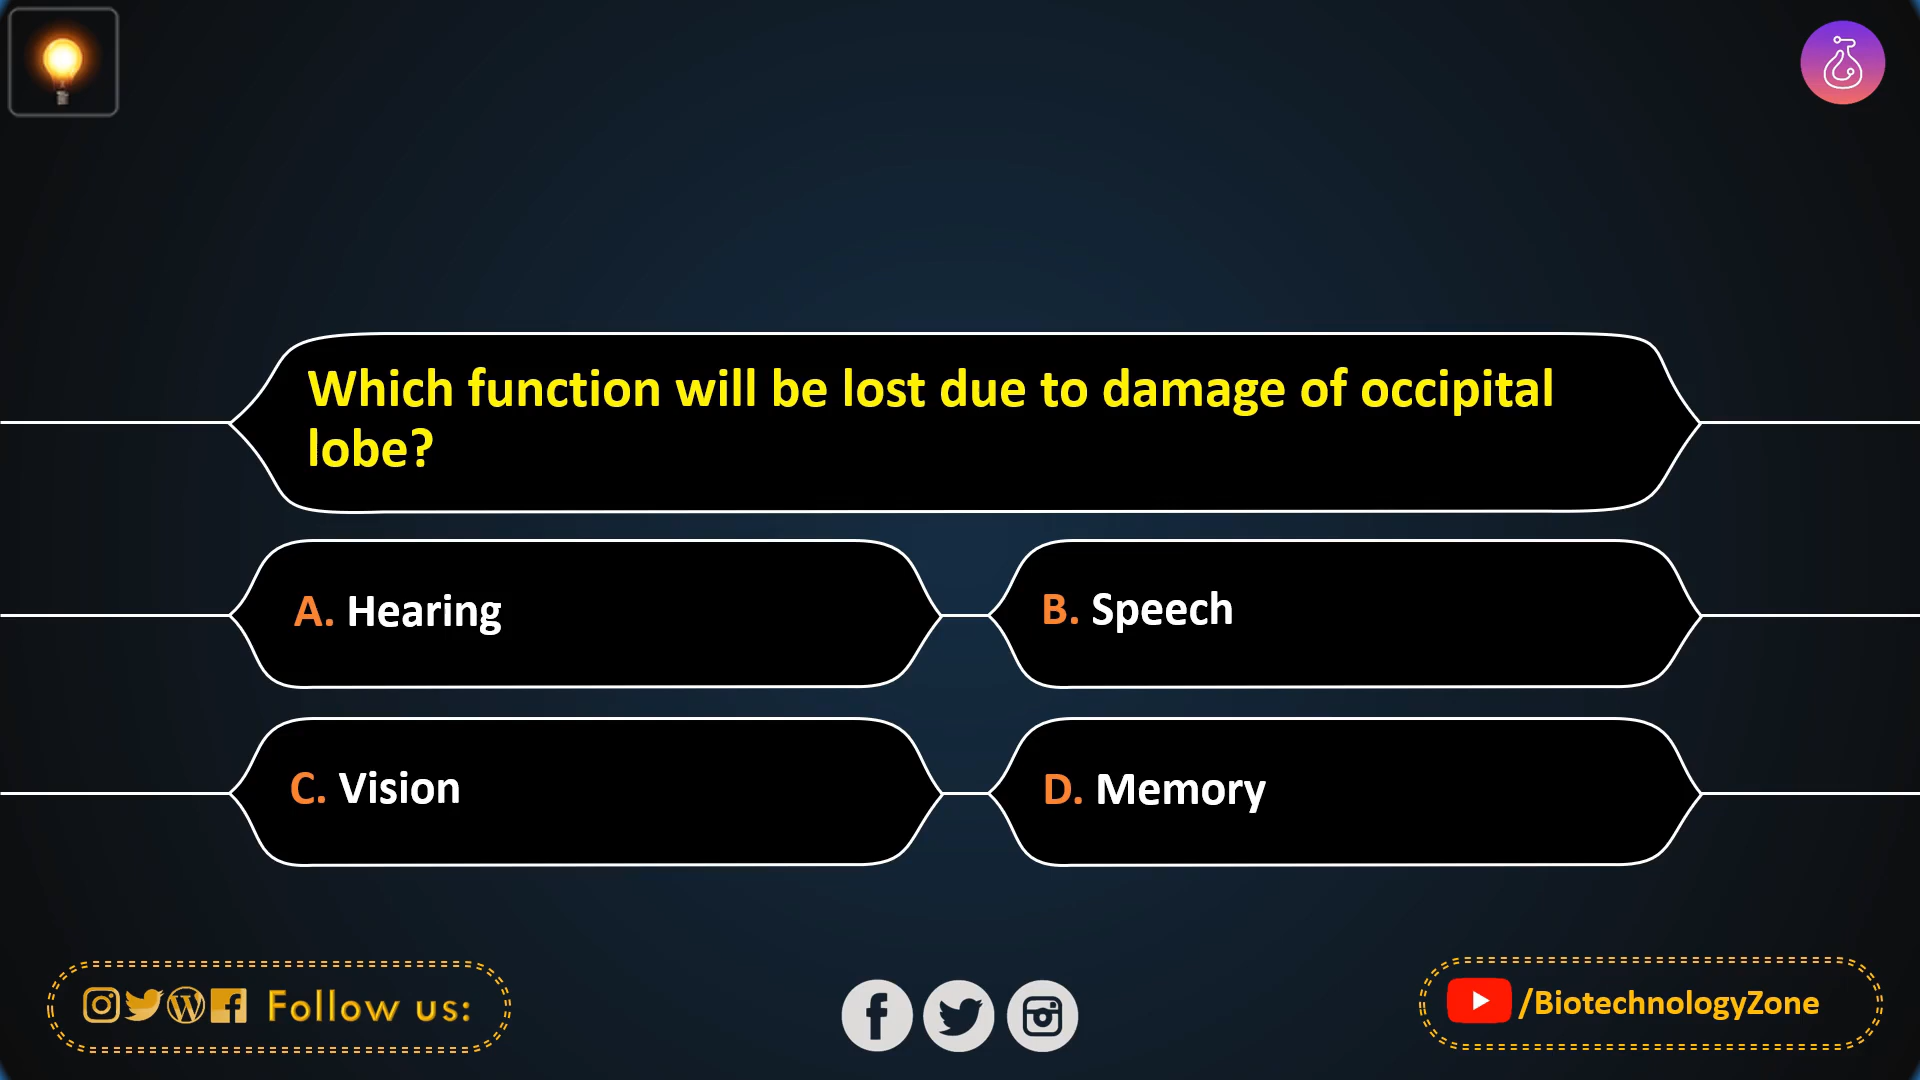 Which function will be lost due to damage of occipital
lobe?
A. Hearing
B. Speech
C. Vision
D. Memory
Follow us:
/BiotechnologyZone